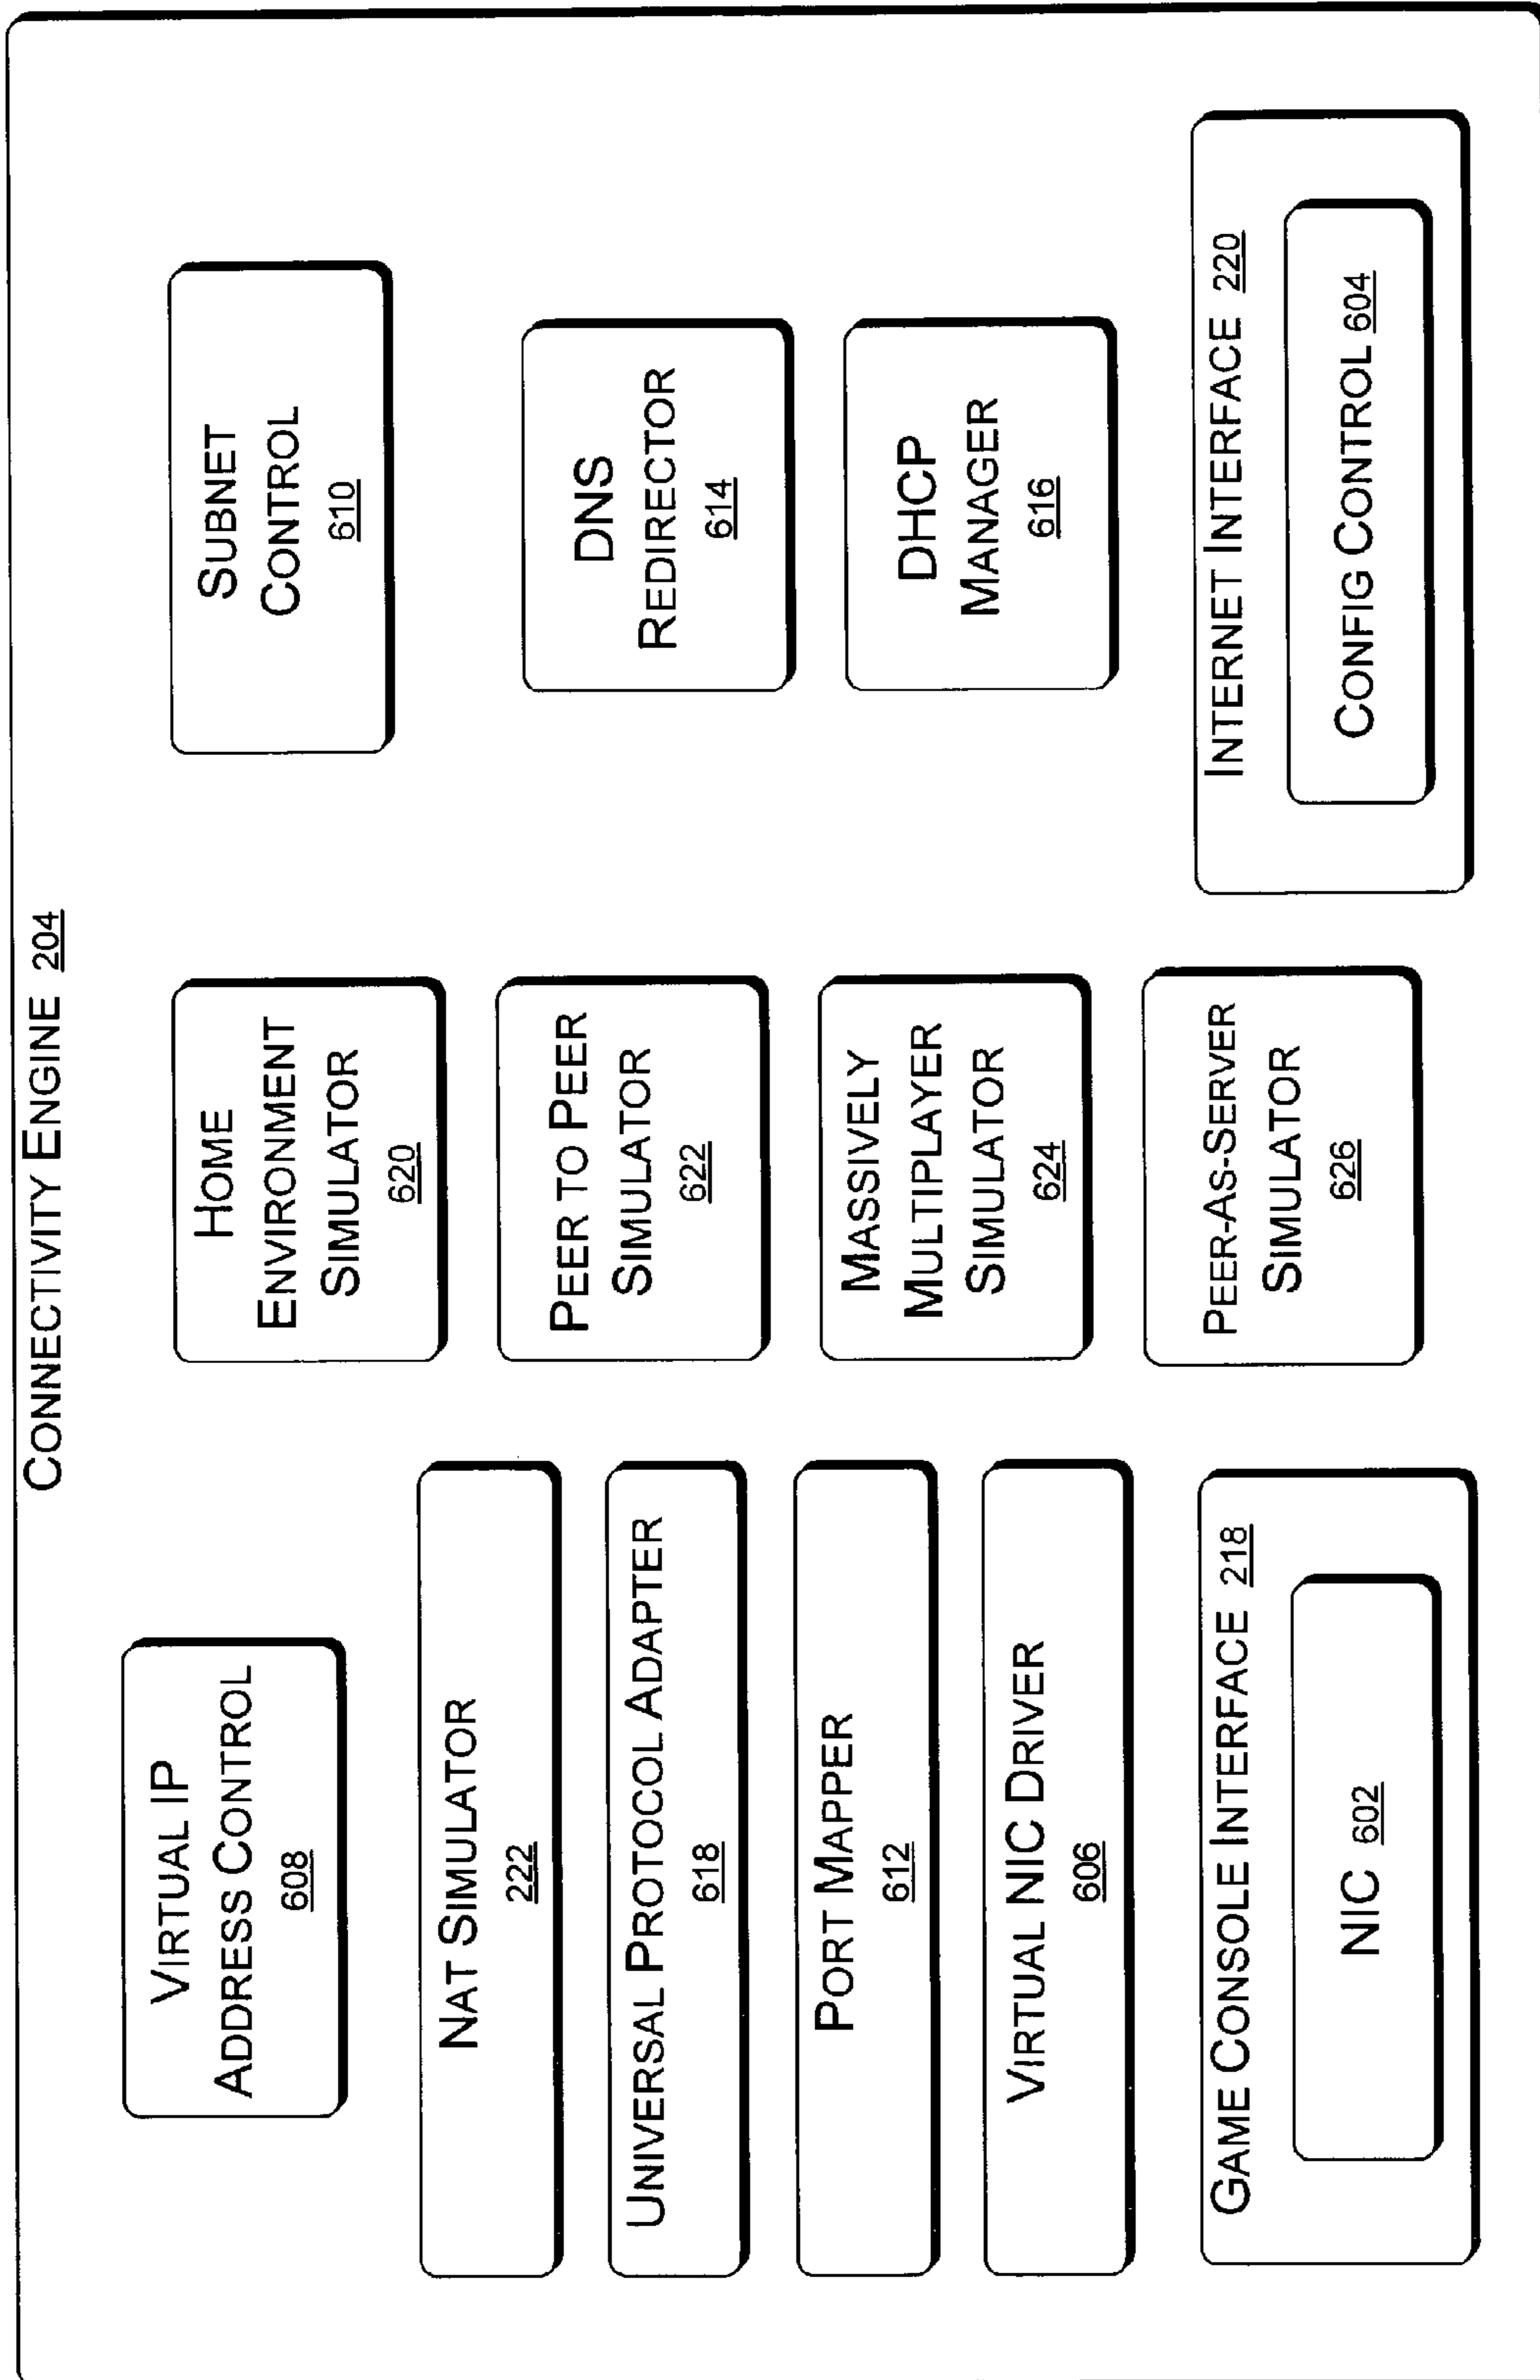 CONNECTIVITY ENGINE 204
VIRTUAL IP
ADDRESS CONTROL
608
NAT SIMULATOR
222
UNIVERSAL PROTOCOL ADAPTER
618
PORT MAPPER
612
VIRTUAL NIC DRIVER
606
GAME CONSOLE INTERFACE 218
NIC 602
HOME
ENVIRONMENT
SIMULATOR
620
PEER TO PEER
SIMULATOR
622
MASSIVELY
MULTIPLAYER
SIMULATOR
624
PEER-AS-SERVER
SIMULATOR
626
SUBNET
CONTROL
610
DNS
REDIRECTOR
614
DHCP
MANAGER
616
INTERNET INTERFACE 220
CONFIG CONTROL 604